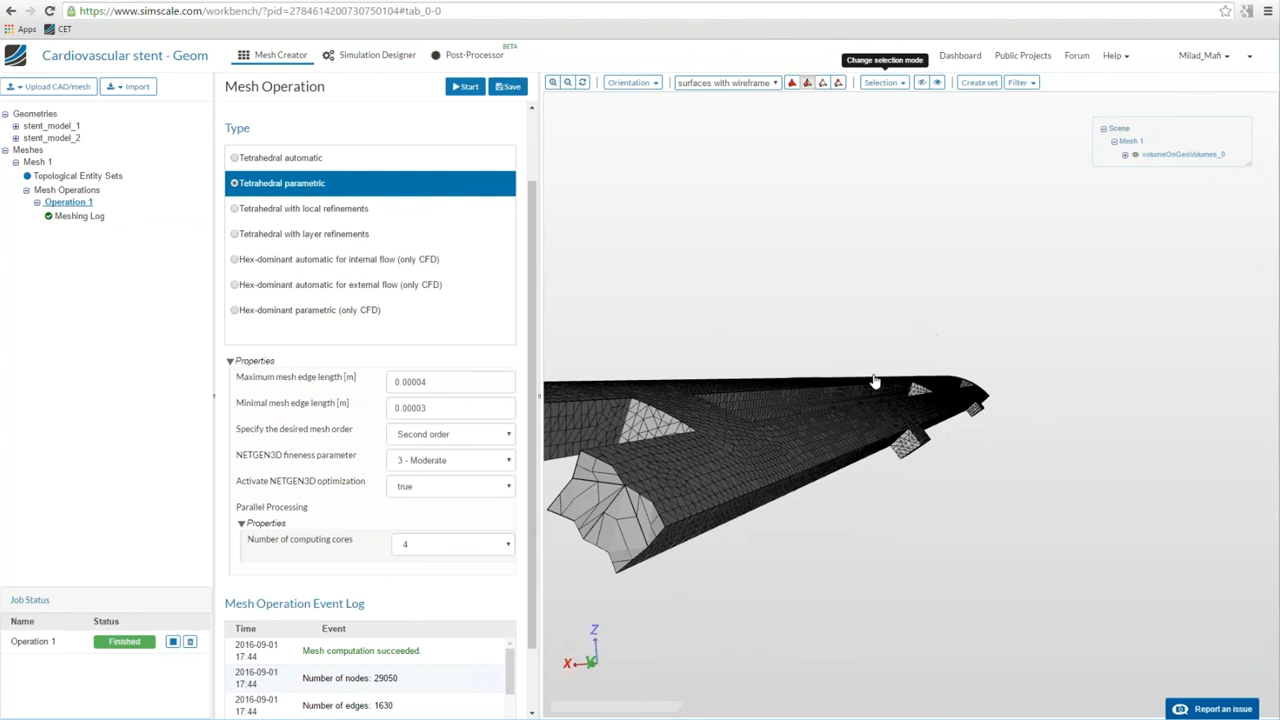 https://www.simscale.com/workbench/?pid=2784614200730750104#tab_0-0
Apps CET
Cardiovascular stent - Geom
Mesh Creator Simulation Designer Post-Processor BETA
Change selection mode
Dashboard Public Projects Forum Help Milad_Mafi
Upload CAD/mesh Import
Mesh Operation Start Save
Orientation surfaces with wireframe Selection Create set Filter
Geometries
stent_model_1
stent_model_2
Meshes
Mesh 1
Topological Entity Sets
Mesh Operations
Operation 1
Meshing Log
Type
Tetrahedral automatic
Tetrahedral parametric
Tetrahedral with local refinements
Tetrahedral with layer refinements
Hex-dominant automatic for internal flow (only CFD)
Hex-dominant automatic for external flow (only CFD)
Hex-dominant parametric (only CFD)
Properties
Maximum mesh edge length [m] 0.00004
Minimal mesh edge length [m] 0.00003
Specify the desired mesh order Second order
NETGEN3D fineness parameter 3 - Moderate
Activate NETGEN3D optimization true
Parallel Processing
Properties
Number of computing cores 4
Mesh Operation Event Log
Time Event
2016-09-01 17:44 Mesh computation succeeded.
2016-09-01 17:44 Number of nodes: 29050
2016-09-01 17:44 Number of edges: 1630
Job Status
Name Status
Operation 1 Finished
Scene
Mesh 1
volumeOnGeoVolumes_0
Z
X
Y
Report an issue